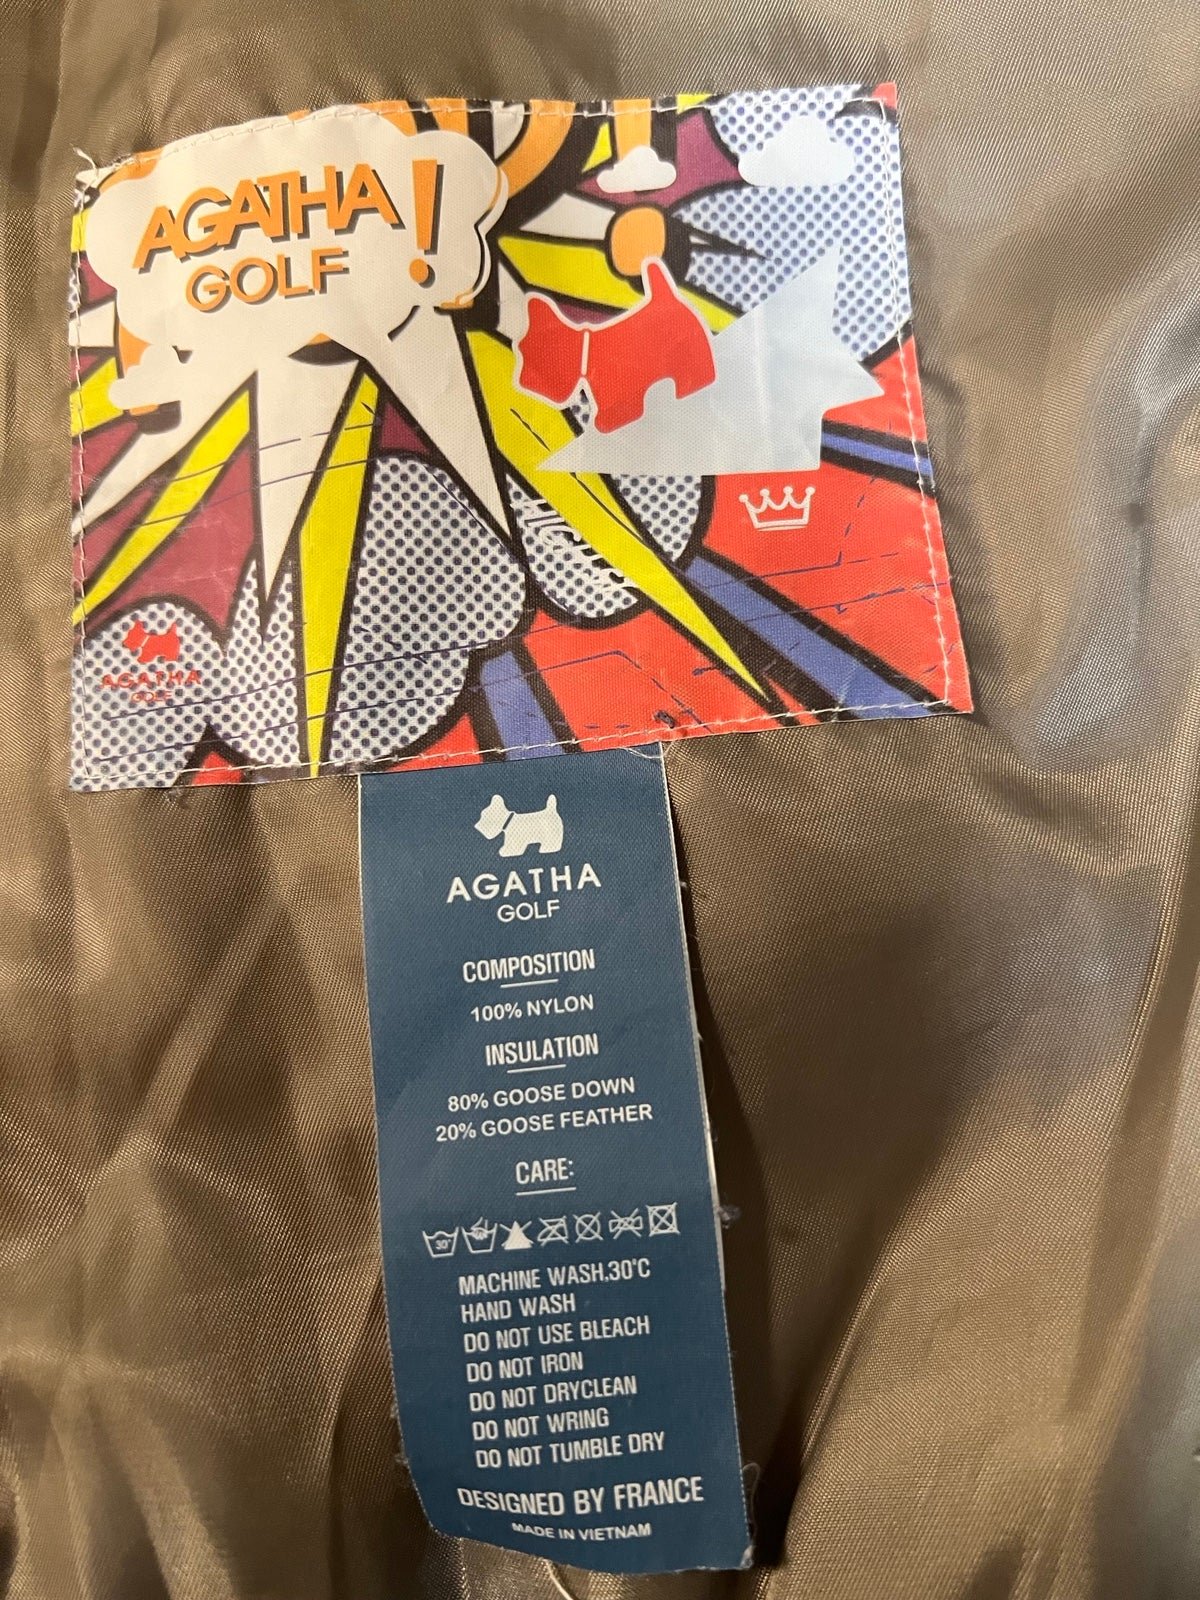 AGATHA!
GOLF
AGATHA
GOLF
AGATHA
GOLF
COMPOSITION
100% NYLON
INSULATION
80% GOOSE DOWN
20% GOOSE FEATHER
CARE:
30°
MACHINE WASH,30°C
HAND WASH
DO NOT USE BLEACH
DO NOT IRON
DO NOT DRYCLEAN
DO NOT WRING
DO NOT TUMBLE DRY
DESIGNED BY FRANCE
MADE IN VIETNAM